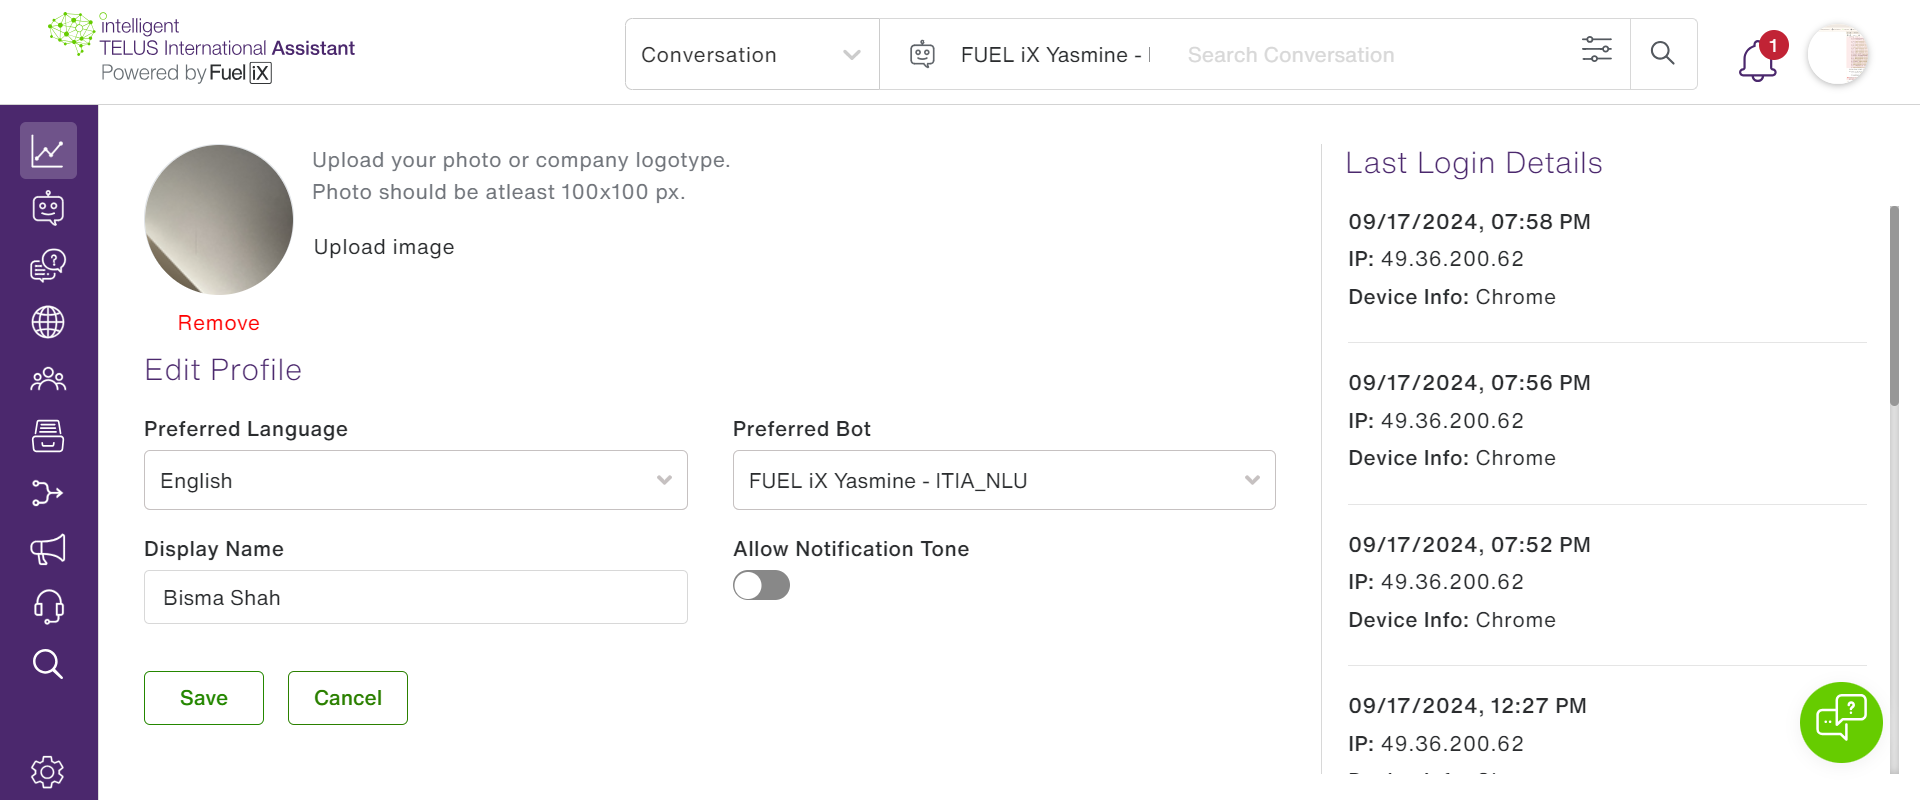 intelligent
TELUS International Assistant
Powered by Fuel iX
Conversation
FUEL iX Yasmine -
Search Conversation
1
Upload your photo or company logotype.
Photo should be atleast 100x100 px.
Upload image
Remove
Edit Profile
Preferred Language
Preferred Bot
English
FUEL iX Yasmine - ITIA_NLU
Display Name
Allow Notification Tone
Bisma Shah
Save
Cancel
Last Login Details
09/17/2024, 07:58 PM
IP: 49.36.200.62
Device Info: Chrome
09/17/2024, 07:56 PM
IP: 49.36.200.62
Device Info: Chrome
09/17/2024, 07:52 PM
IP: 49.36.200.62
Device Info: Chrome
09/17/2024, 12:27 PM
IP: 49.36.200.62